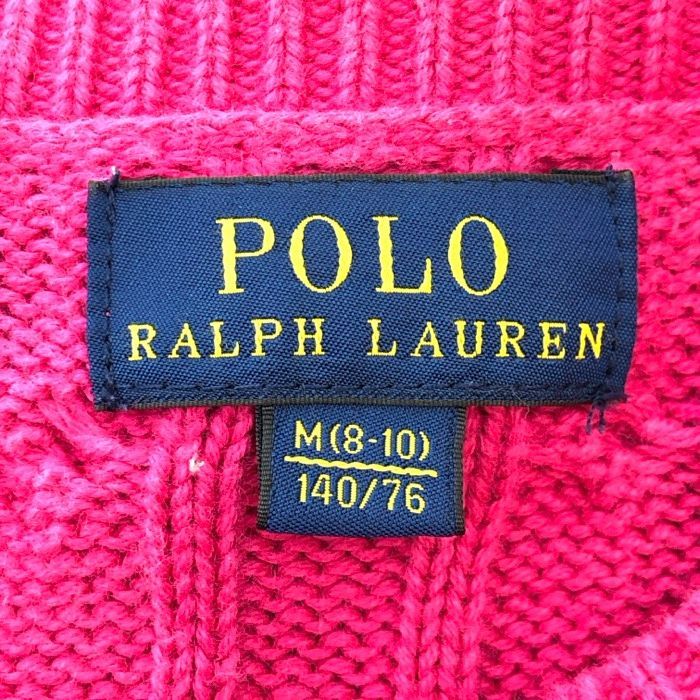 POLO
RALPH LAUREN
M(8-10)
140/76